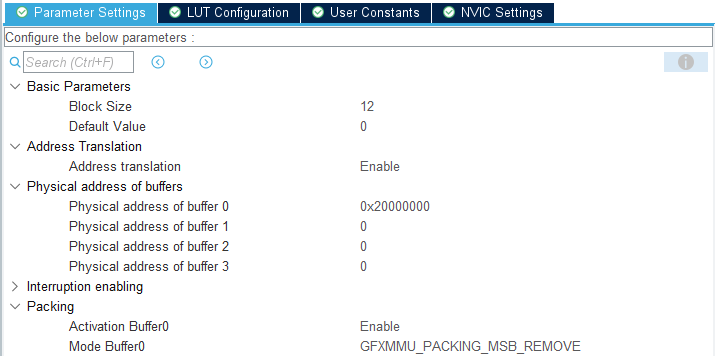 Parameter Settings LUT Configuration User Constants NVIC Settings
Configure the below parameters :
Search (Ctrl+F)
Basic Parameters
Block Size 12
Default Value 0
Address Translation
Address translation Enable
Physical address of buffers
Physical address of buffer 0 0x20000000
Physical address of buffer 1 0
Physical address of buffer 2 0
Physical address of buffer 3 0
Interruption enabling
Packing
Activation Buffer0 Enable
Mode Buffer0 GFXMMU_PACKING_MSB_REMOVE